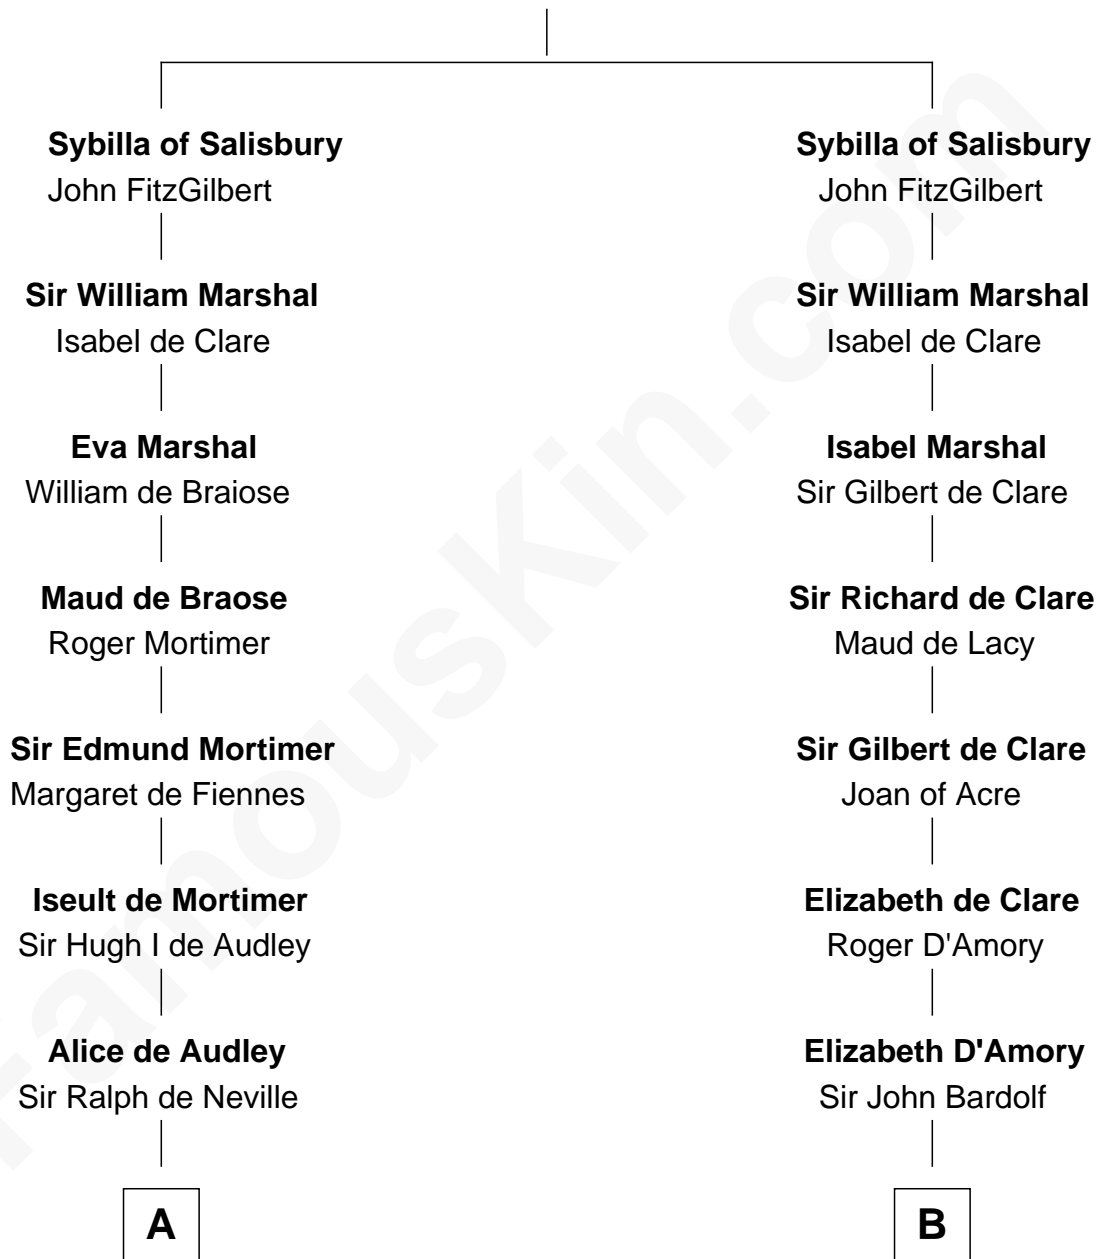 Sybilla of Salisbury
John FitzGilbert
Sir William Marshal
Isabel de Clare
Eva Marshal
William de Braiose
Maud de Braose
Roger Mortimer
Sir Edmund Mortimer
Margaret de Fiennes
Iseult de Mortimer
Sir Hugh I de Audley
Alice de Audley
Sir Ralph de Neville
A
Sybilla of Salisbury
John FitzGilbert
Sir William Marshal
Isabel de Clare
Isabel Marshal
Sir Gilbert de Clare
Sir Richard de Clare
Maud de Lacy
Sir Gilbert de Clare
Joan of Acre
Elizabeth de Clare
Roger D'Amory
Elizabeth D'Amory
Sir John Bardolf
B
FamousKin.com